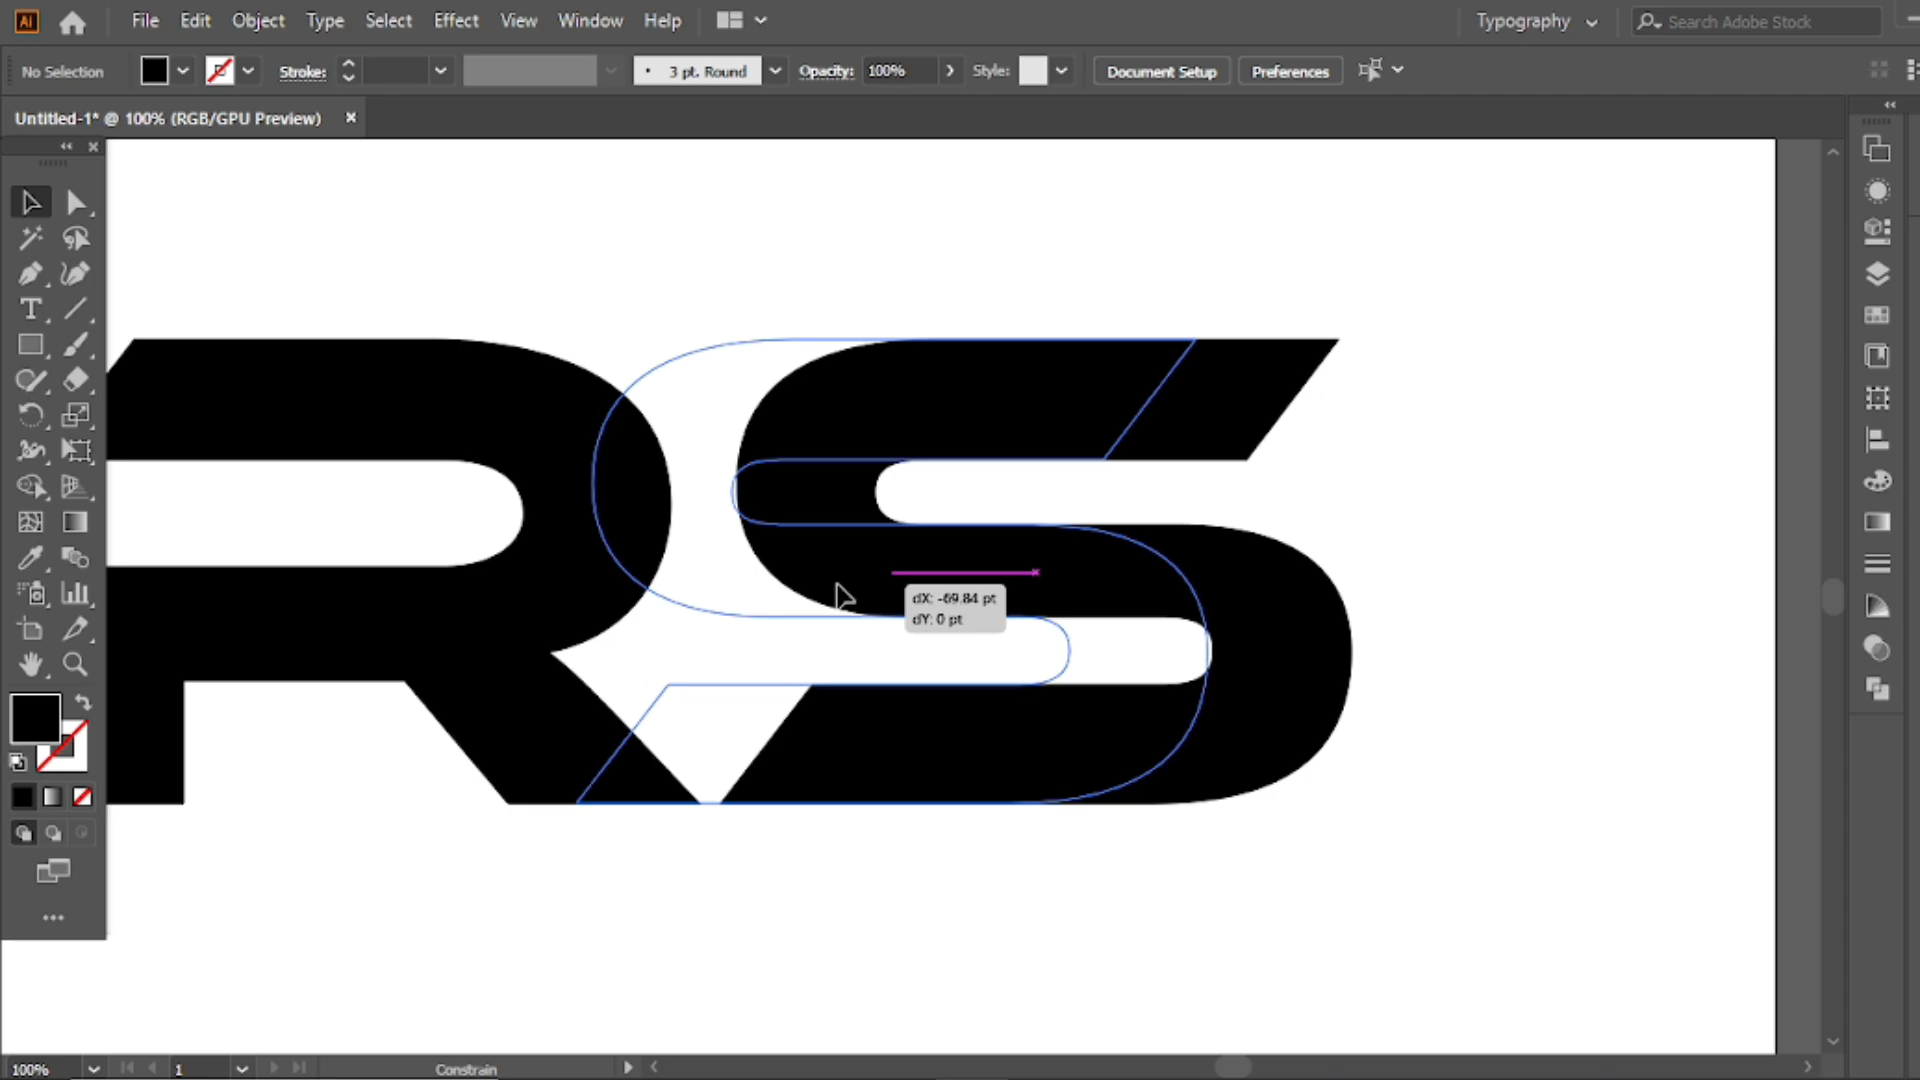 Ai File Edit Object Type Select Effect View Window Help Typography Search Adobe Stock
No Selection Stroke: 3 pt. Round Opacity: 100% Style: Document Setup Preferences
Untitled-1* @ 100% (RGB/GPU Preview)
RS
dX: -69.84 pt
dY: 0 pt
100% 1 Constrain